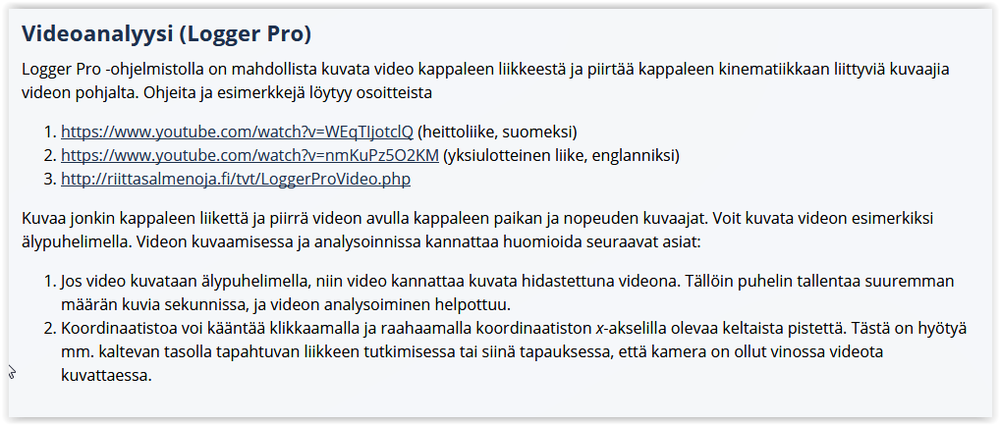 Videoanalyysi (Logger Pro)
Logger Pro -ohjelmistolla on mahdollista kuvata video kappaleen liikkeestä ja piirtää kappaleen kinematiikkaan liittyviä kuvaajia
videon pohjalta. Ohjeita ja esimerkkejä löytyy osoitteista
1. https://www.youtube.com/watch?v=WEqTIjotclQ (heittoliike, suomeksi)
2. https://www.youtube.com/watch?v=nmKuPz5O2KM (yksiulotteinen liike, englanniksi)
3. http://riittasalmenoja.fi/tvt/LoggerProVideo.php
Kuvaa jonkin kappaleen liikettä ja piirrä videon avulla kappaleen paikan ja nopeuden kuvaajat. Voit kuvata videon esimerkiksi
älypuhelimella. Videon kuvaamisessa ja analysoinnissa kannattaa huomioida seuraavat asiat:
1. Jos video kuvataan älypuhelimella, niin video kannattaa kuvata hidastettuna videona. Tällöin puhelin tallentaa suuremman
määrän kuvia sekunnissa, ja videon analysoiminen helpottuu.
2. Koordinaatistoa voi kääntää klikkaamalla ja raahaamalla koordinaatiston x-akselilla olevaa keltaista pistettä. Tästä on hyötyä
mm. kaltevan tasolla tapahtuvan liikkeen tutkimisessa tai siinä tapauksessa, että kamera on ollut vinossa videota
kuvattaessa.